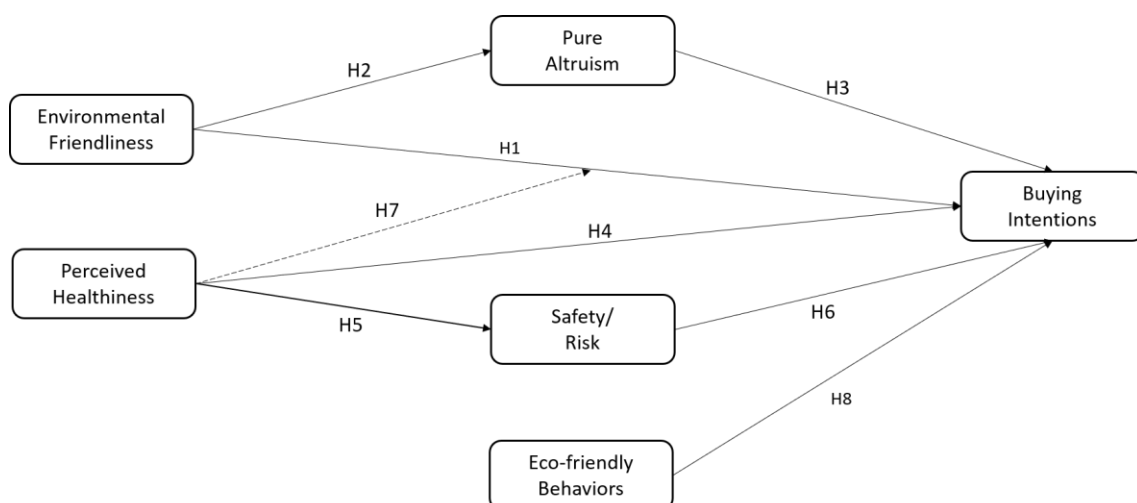 Pure
Altruism
H2
H3
Environmental
Friendliness
H1
Buying
Intentions
H7
H4
Perceived
Healthiness
H5
Safety/
Risk
H6
H8
Eco-friendly
Behaviors